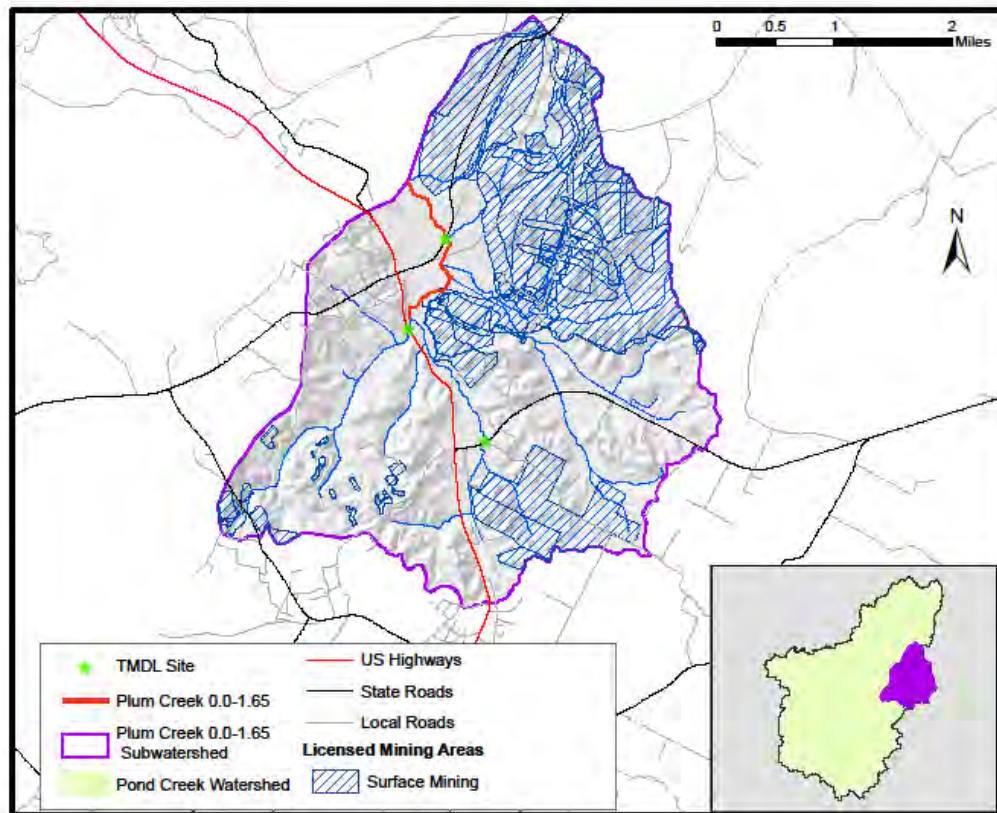 0 0.5 1 2
Miles
N
TMDL Site
Plum Creek 0.0-1.65
Plum Creek 0.0-1.65
Subwatershed
Pond Creek Watershed
US Highways
State Roads
Local Roads
Licensed Mining Areas
Surface Mining